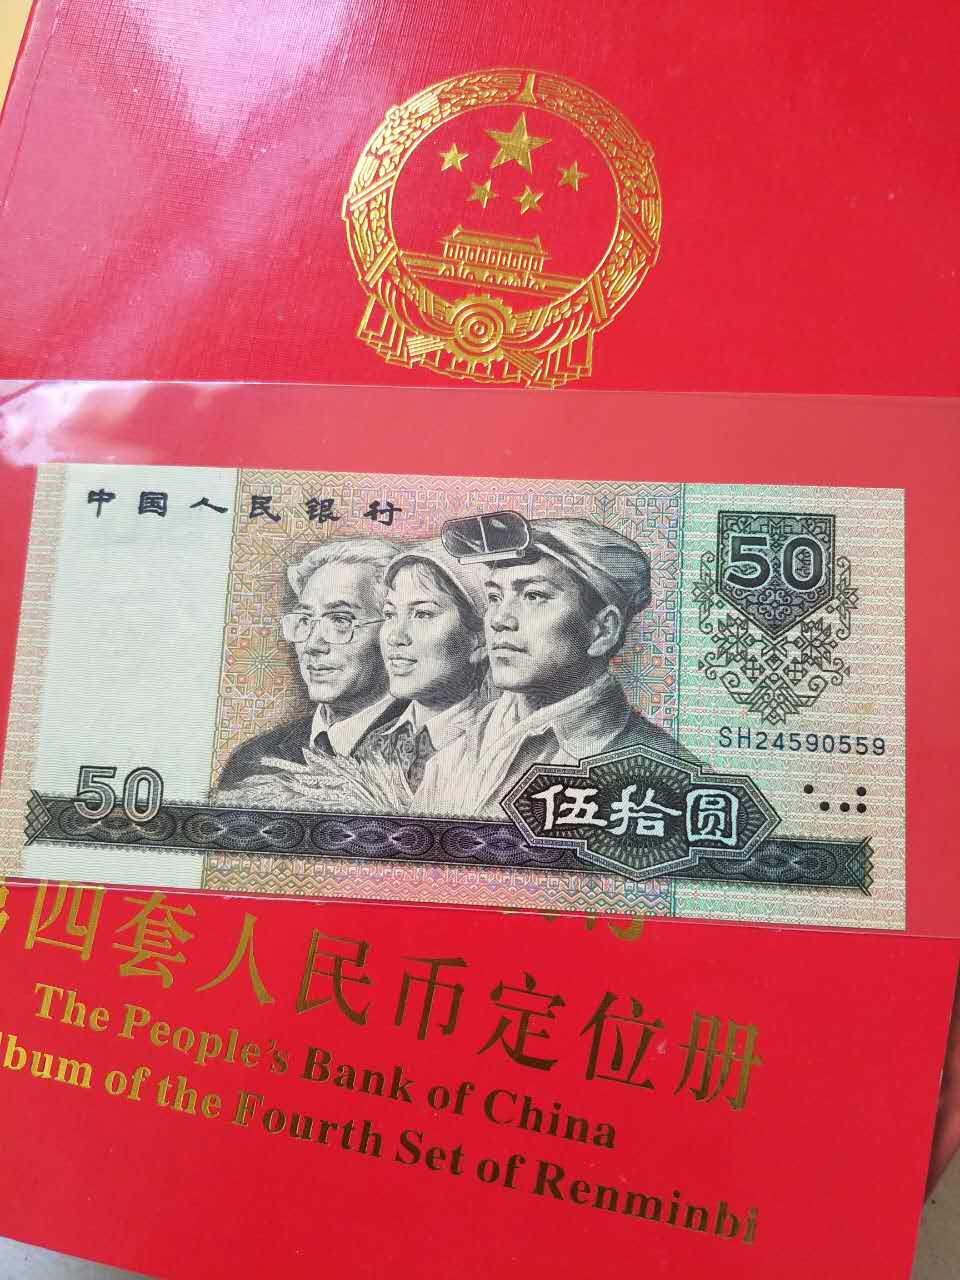 中国人民银行
50
SH24590559
50
伍拾圆
四套人民币定位册
The People's Bank of China
bum of the Fourth Set of Renminbi